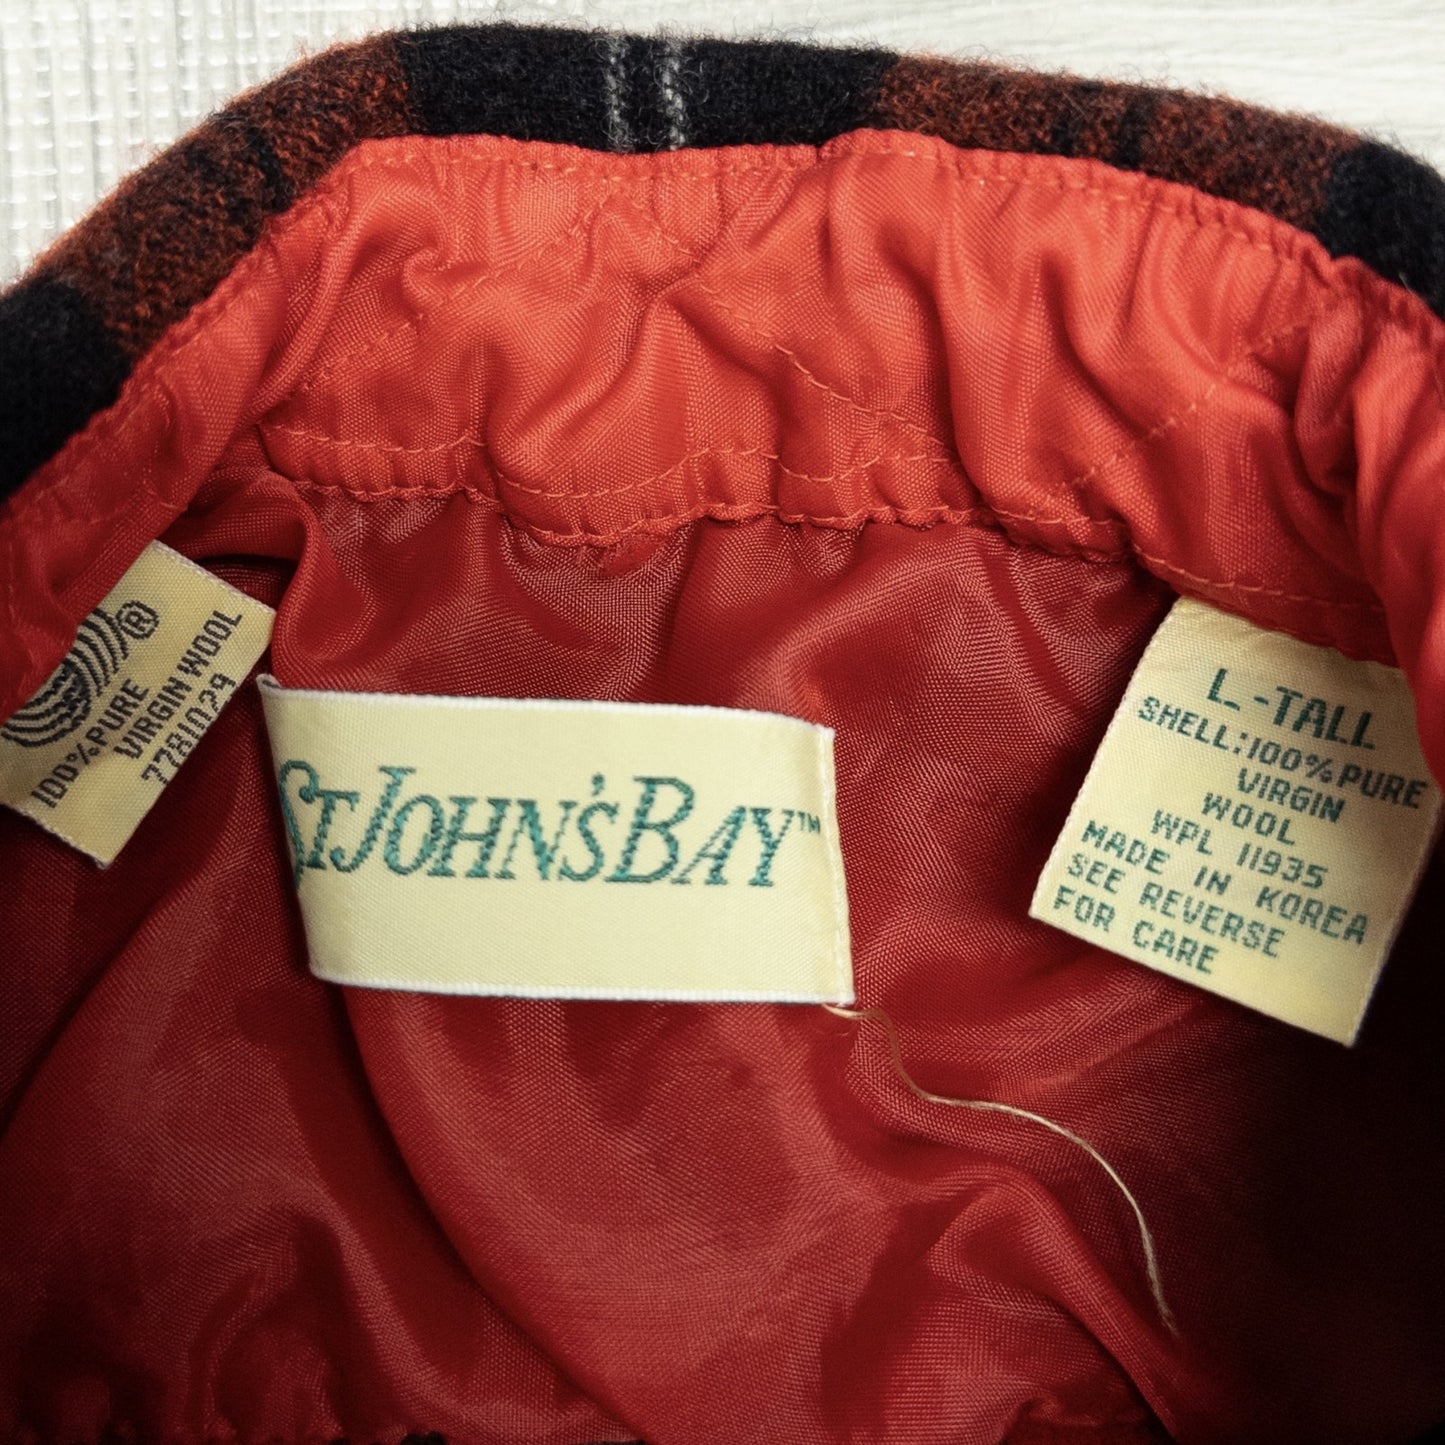 ®
100% PURE
VIRGIN WOOL
7781029
ST JOHN'S BAY™
L-TALL
SHELL:100% PURE
VIRGIN
WOOL
WPL 11935
MADE IN KOREA
SEE REVERSE
FOR CARE